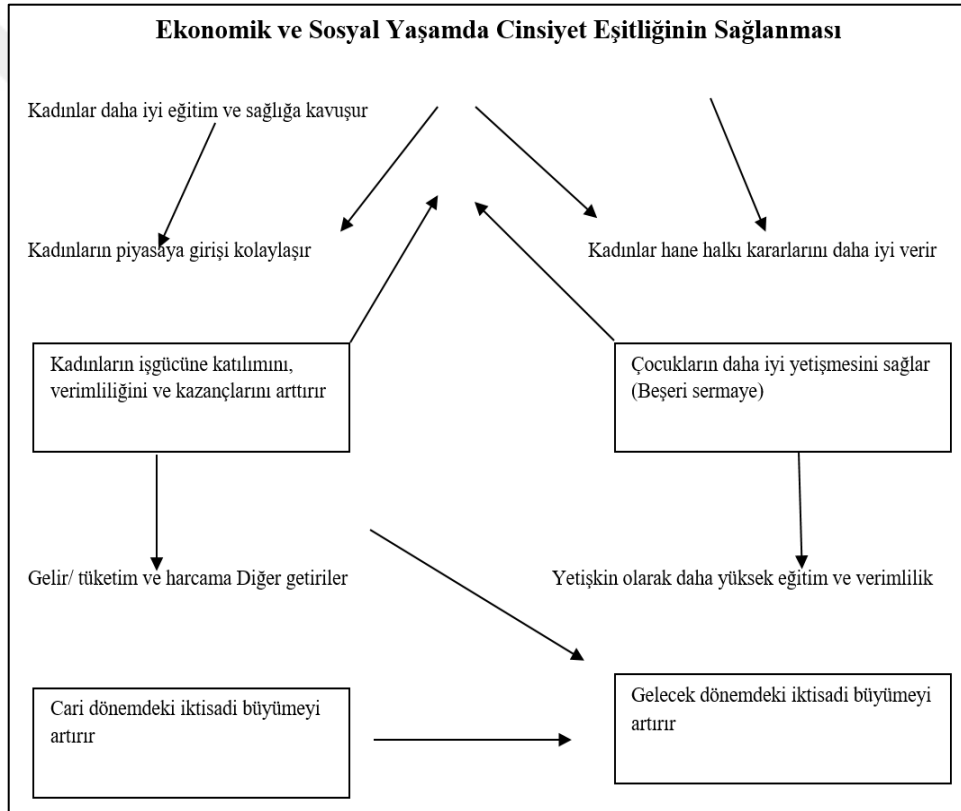 Ekonomik ve Sosyal Yaşamda Cinsiyet Eşitliğinin Sağlanması
Kadınlar daha iyi eğitim ve sağlığa kavuşur
Kadınların piyasaya girişi kolaylaşır
Kadınlar hane halkı kararlarını daha iyi verir
Kadınların işgücüne katılımını,
verimliliğini ve kazançlarını arttırır
Çocukların daha iyi yetişmesini sağlar
(Beşeri sermaye)
Gelir/ tüketim ve harcama Diğer getiriler
Yetişkin olarak daha yüksek eğitim ve verimlilik
Cari dönemdeki iktisadi büyümeyi
artırır
Gelecek dönemdeki iktisadi büyümeyi
artırır